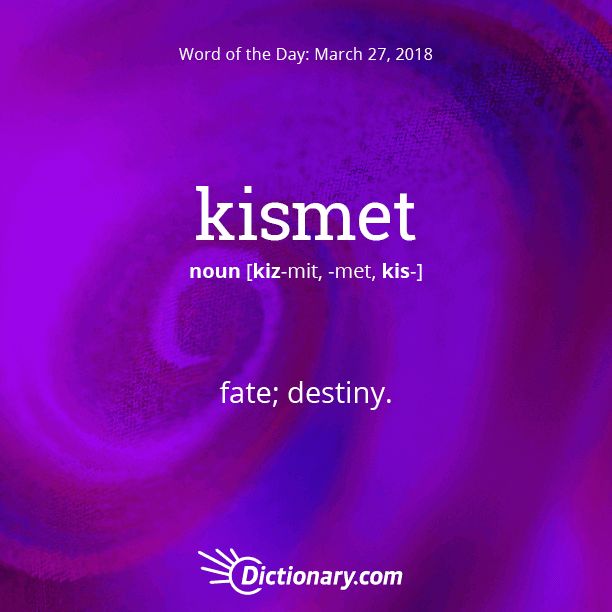 Word of the Day: March 27, 2018
kismet
noun [kiz-mit, -met, kis-]
fate; destiny.
Dictionary.com